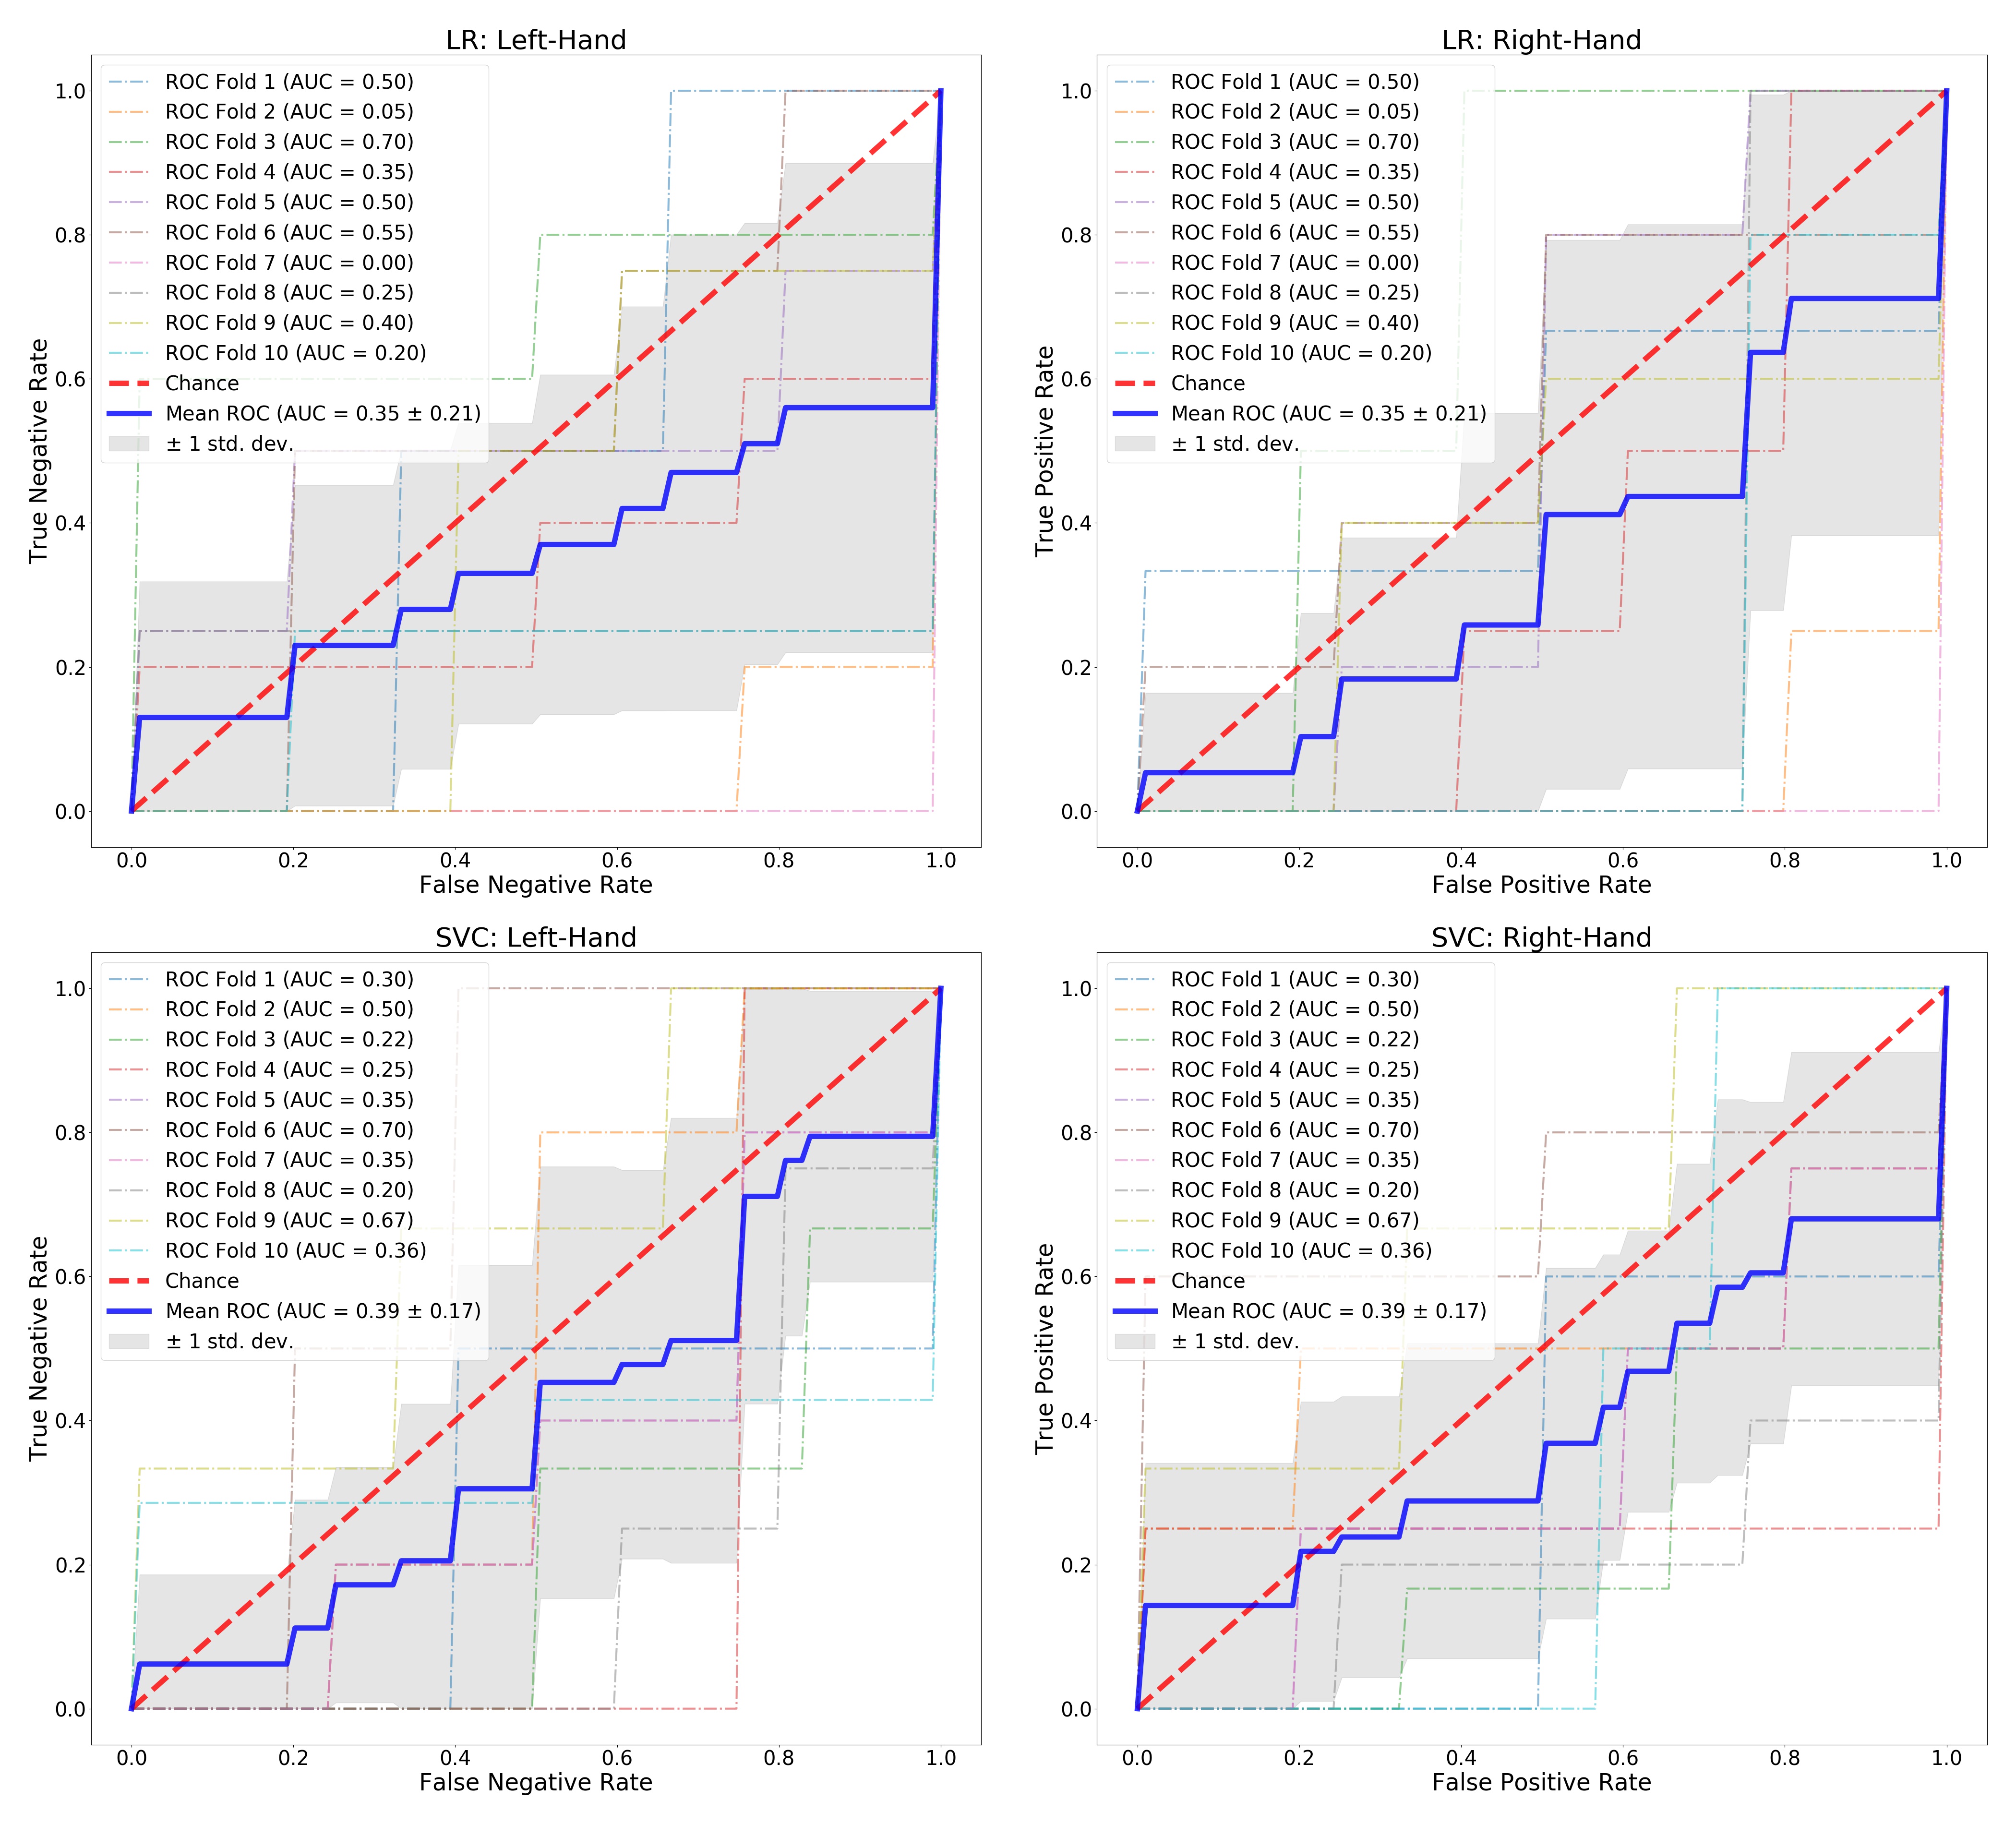 LR: Left-Hand
ROC Fold 1 (AUC = 0.50)
ROC Fold 2 (AUC = 0.05)
ROC Fold 3 (AUC = 0.70)
ROC Fold 4 (AUC = 0.35)
ROC Fold 5 (AUC = 0.50)
ROC Fold 6 (AUC = 0.55)
ROC Fold 7 (AUC = 0.00)
ROC Fold 8 (AUC = 0.25)
ROC Fold 9 (AUC = 0.40)
ROC Fold 10 (AUC = 0.20)
Chance
Mean ROC (AUC = 0.35 ± 0.21)
± 1 std. dev.
True Negative Rate
1.0
0.8
0.6
0.4
0.2
0.0
0.0 0.2 0.4 0.6 0.8 1.0
False Negative Rate
LR: Right-Hand
ROC Fold 1 (AUC = 0.50)
ROC Fold 2 (AUC = 0.05)
ROC Fold 3 (AUC = 0.70)
ROC Fold 4 (AUC = 0.35)
ROC Fold 5 (AUC = 0.50)
ROC Fold 6 (AUC = 0.55)
ROC Fold 7 (AUC = 0.00)
ROC Fold 8 (AUC = 0.25)
ROC Fold 9 (AUC = 0.40)
ROC Fold 10 (AUC = 0.20)
Chance
Mean ROC (AUC = 0.35 ± 0.21)
± 1 std. dev.
True Positive Rate
1.0
0.8
0.6
0.4
0.2
0.0
0.0 0.2 0.4 0.6 0.8 1.0
False Positive Rate
SVC: Left-Hand
ROC Fold 1 (AUC = 0.30)
ROC Fold 2 (AUC = 0.50)
ROC Fold 3 (AUC = 0.22)
ROC Fold 4 (AUC = 0.25)
ROC Fold 5 (AUC = 0.35)
ROC Fold 6 (AUC = 0.70)
ROC Fold 7 (AUC = 0.35)
ROC Fold 8 (AUC = 0.20)
ROC Fold 9 (AUC = 0.67)
ROC Fold 10 (AUC = 0.36)
Chance
Mean ROC (AUC = 0.39 ± 0.17)
± 1 std. dev.
True Negative Rate
1.0
0.8
0.6
0.4
0.2
0.0
0.0 0.2 0.4 0.6 0.8 1.0
False Negative Rate
SVC: Right-Hand
ROC Fold 1 (AUC = 0.30)
ROC Fold 2 (AUC = 0.50)
ROC Fold 3 (AUC = 0.22)
ROC Fold 4 (AUC = 0.25)
ROC Fold 5 (AUC = 0.35)
ROC Fold 6 (AUC = 0.70)
ROC Fold 7 (AUC = 0.35)
ROC Fold 8 (AUC = 0.20)
ROC Fold 9 (AUC = 0.67)
ROC Fold 10 (AUC = 0.36)
Chance
Mean ROC (AUC = 0.39 ± 0.17)
± 1 std. dev.
True Positive Rate
1.0
0.8
0.6
0.4
0.2
0.0
0.0 0.2 0.4 0.6 0.8 1.0
False Positive Rate